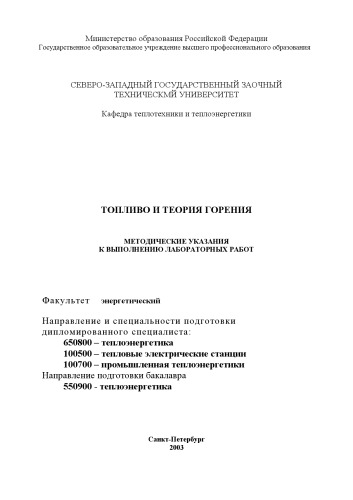 Министерство образования Российской Федерации
Государственное образовательное учреждение высшего профессионального образования
СЕВЕРО-ЗАПАДНЫЙ ГОСУДАРСТВЕННЫЙ ЗАОЧНЫЙ
ТЕХНИЧЕСКМЙ УНИВЕРСИТЕТ
Кафедра теплотехники и теплоэнергетики
ТОПЛИВО И ТЕОРИЯ ГОРЕНИЯ
МЕТОДИЧЕСКИЕ УКАЗАНИЯ
К ВЫПОЛНЕНИЮ ЛАБОРАТОРНЫХ РАБОТ
Факультет энергетический
Направление и специальности подготовки
дипломированного специалиста:
650800 – теплоэнергетика
100500 – тепловые электрические станции
100700 – промышленная теплоэнергетики
Направление подготовки бакалавра
550900 - теплоэнергетика
Санкт-Петербург
2003